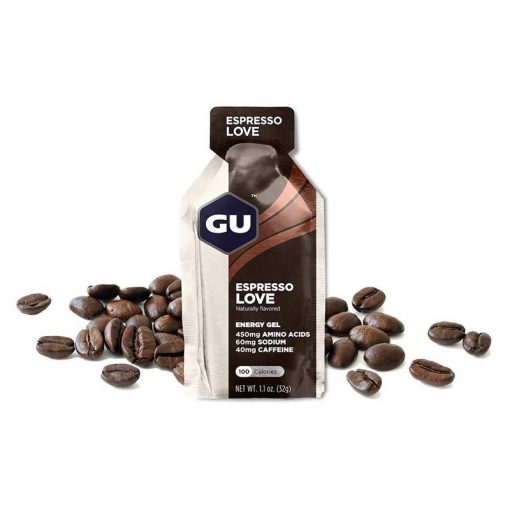 ESPRESSO
LOVE
™
GU
ESPRESSO
LOVE
Naturally flavored
ENERGY GEL
450mg AMINO ACIDS
60mg SODIUM
40mg CAFFEINE
100 Calories
NET WT. 1.1 oz. (32g)